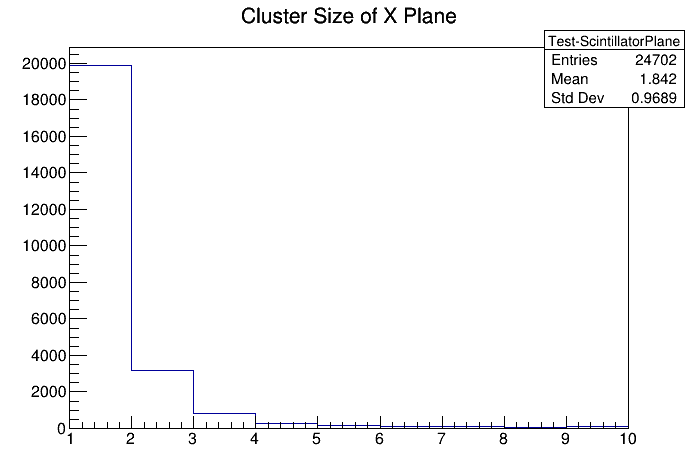 Cluster Size of X Plane
Test-ScintillatorPlane
Entries 24702
Mean 1.842
Std Dev 0.9689
20000
18000
16000
14000
12000
10000
8000
6000
4000
2000
0
1 2 3 4 5 6 7 8 9 10